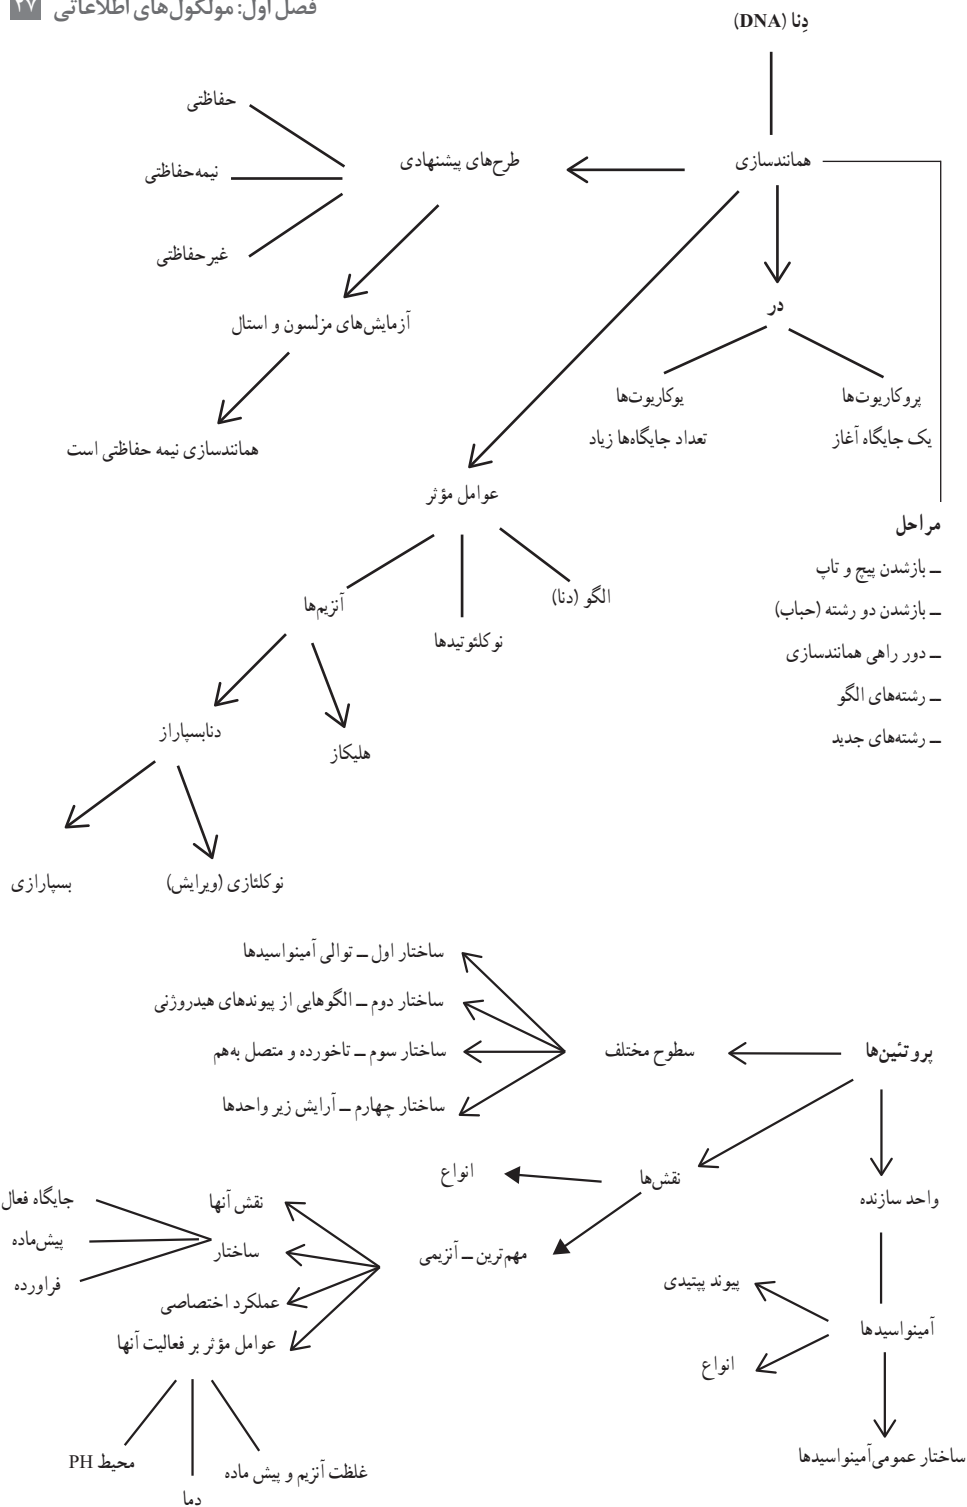 فصل اول: مولکول‌های اطلاعاتی ۲۷
دِنا (DNA)
همانندسازی
طرح‌های پیشنهادی
حفاظتی
نیمه‌حفاظتی
غیرحفاظتی
آزمایش‌های مزلسون و استال
همانندسازی نیمه حفاظتی است
در
پروکاریوت‌ها
یک جایگاه آغاز
یوکاریوت‌ها
تعداد جایگاه‌ها زیاد
مراحل
ــ بازشدن پیچ و تاپ
ــ بازشدن دو رشته (حباب)
ــ دور راهی همانندسازی
ــ رشته‌های الگو
ــ رشته‌های جدید
عوامل مؤثر
الگو (دنا)
نوکلئوتیدها
آنزیم‌ها
هلیکاز
دنابسپاراز
نوکلئازی (ویرایش)
بسپارازی
پروتئین‌ها
سطوح مختلف
ساختار اول ــ توالی آمینواسیدها
ساختار دوم ــ الگوهایی از پیوندهای هیدروژنی
ساختار سوم ــ تاخورده و متصل به‌هم
ساختار چهارم ــ آرایش زیر واحدها
نقش‌ها
انواع
مهم‌ترین ــ آنزیمی
نقش آنها
ساختار
جایگاه فعال
پیش‌ماده
فراورده
عملکرد اختصاصی
عوامل مؤثر بر فعالیت آنها
غلظت آنزیم و پیش ماده
دما
PH محیط
واحد سازنده
آمینواسیدها
پیوند پپتیدی
انواع
ساختار عمومی‌آمینواسیدها